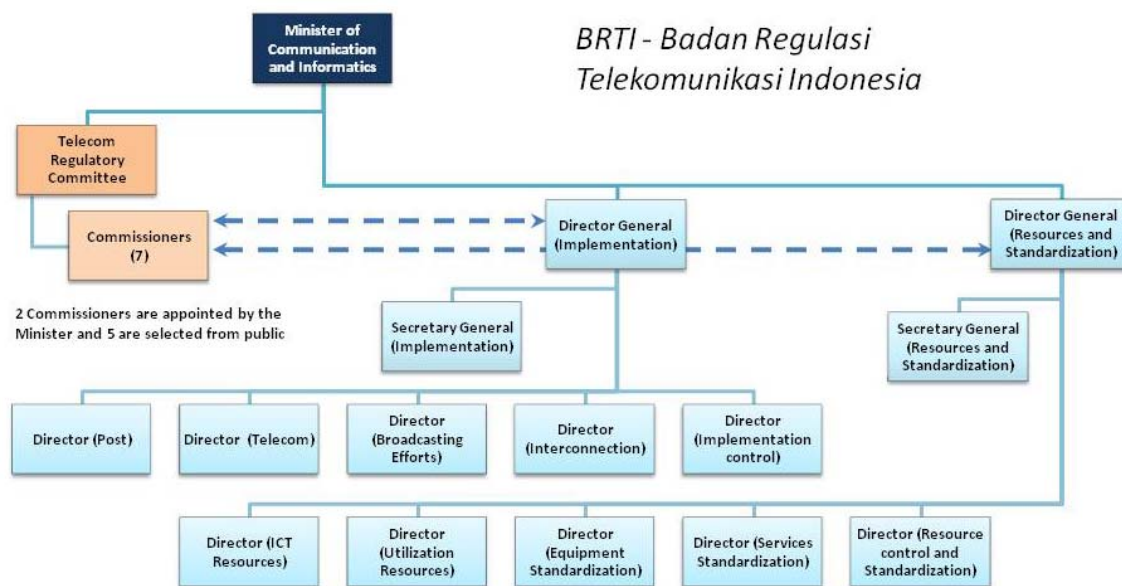 Minister of
Communication
and Informatics
BRTI - Badan Regulasi
Telekomunikasi Indonesia
Telecom
Regulatory
Committee
Commissioners
(7)
Director General
(Implementation)
Director General
(Resources and
Standardization)
2 Commissioners are appointed by the
Minister and 5 are selected from public
Secretary General
(Implementation)
Secretary General
(Resources and
Standardization)
Director (Post)
Director (Telecom)
Director
(Broadcasting
Efforts)
Director
(Interconnection)
Director
(Implementation
control)
Director (ICT
Resources)
Director
(Utilization
Resources)
Director
(Equipment
Standardization)
Director (Services
Standardization)
Director (Resource
control and
Standardization)